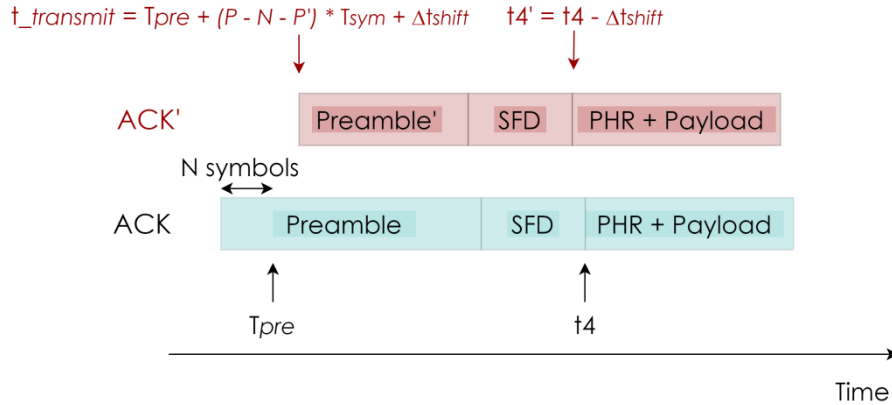 t_transmit = Tpre + (P - N - P') * Tsym + Δtshift t4' = t4 - Δtshift
ACK' Preamble' SFD PHR + Payload
N symbols
ACK Preamble SFD PHR + Payload
Tpre t4
Time